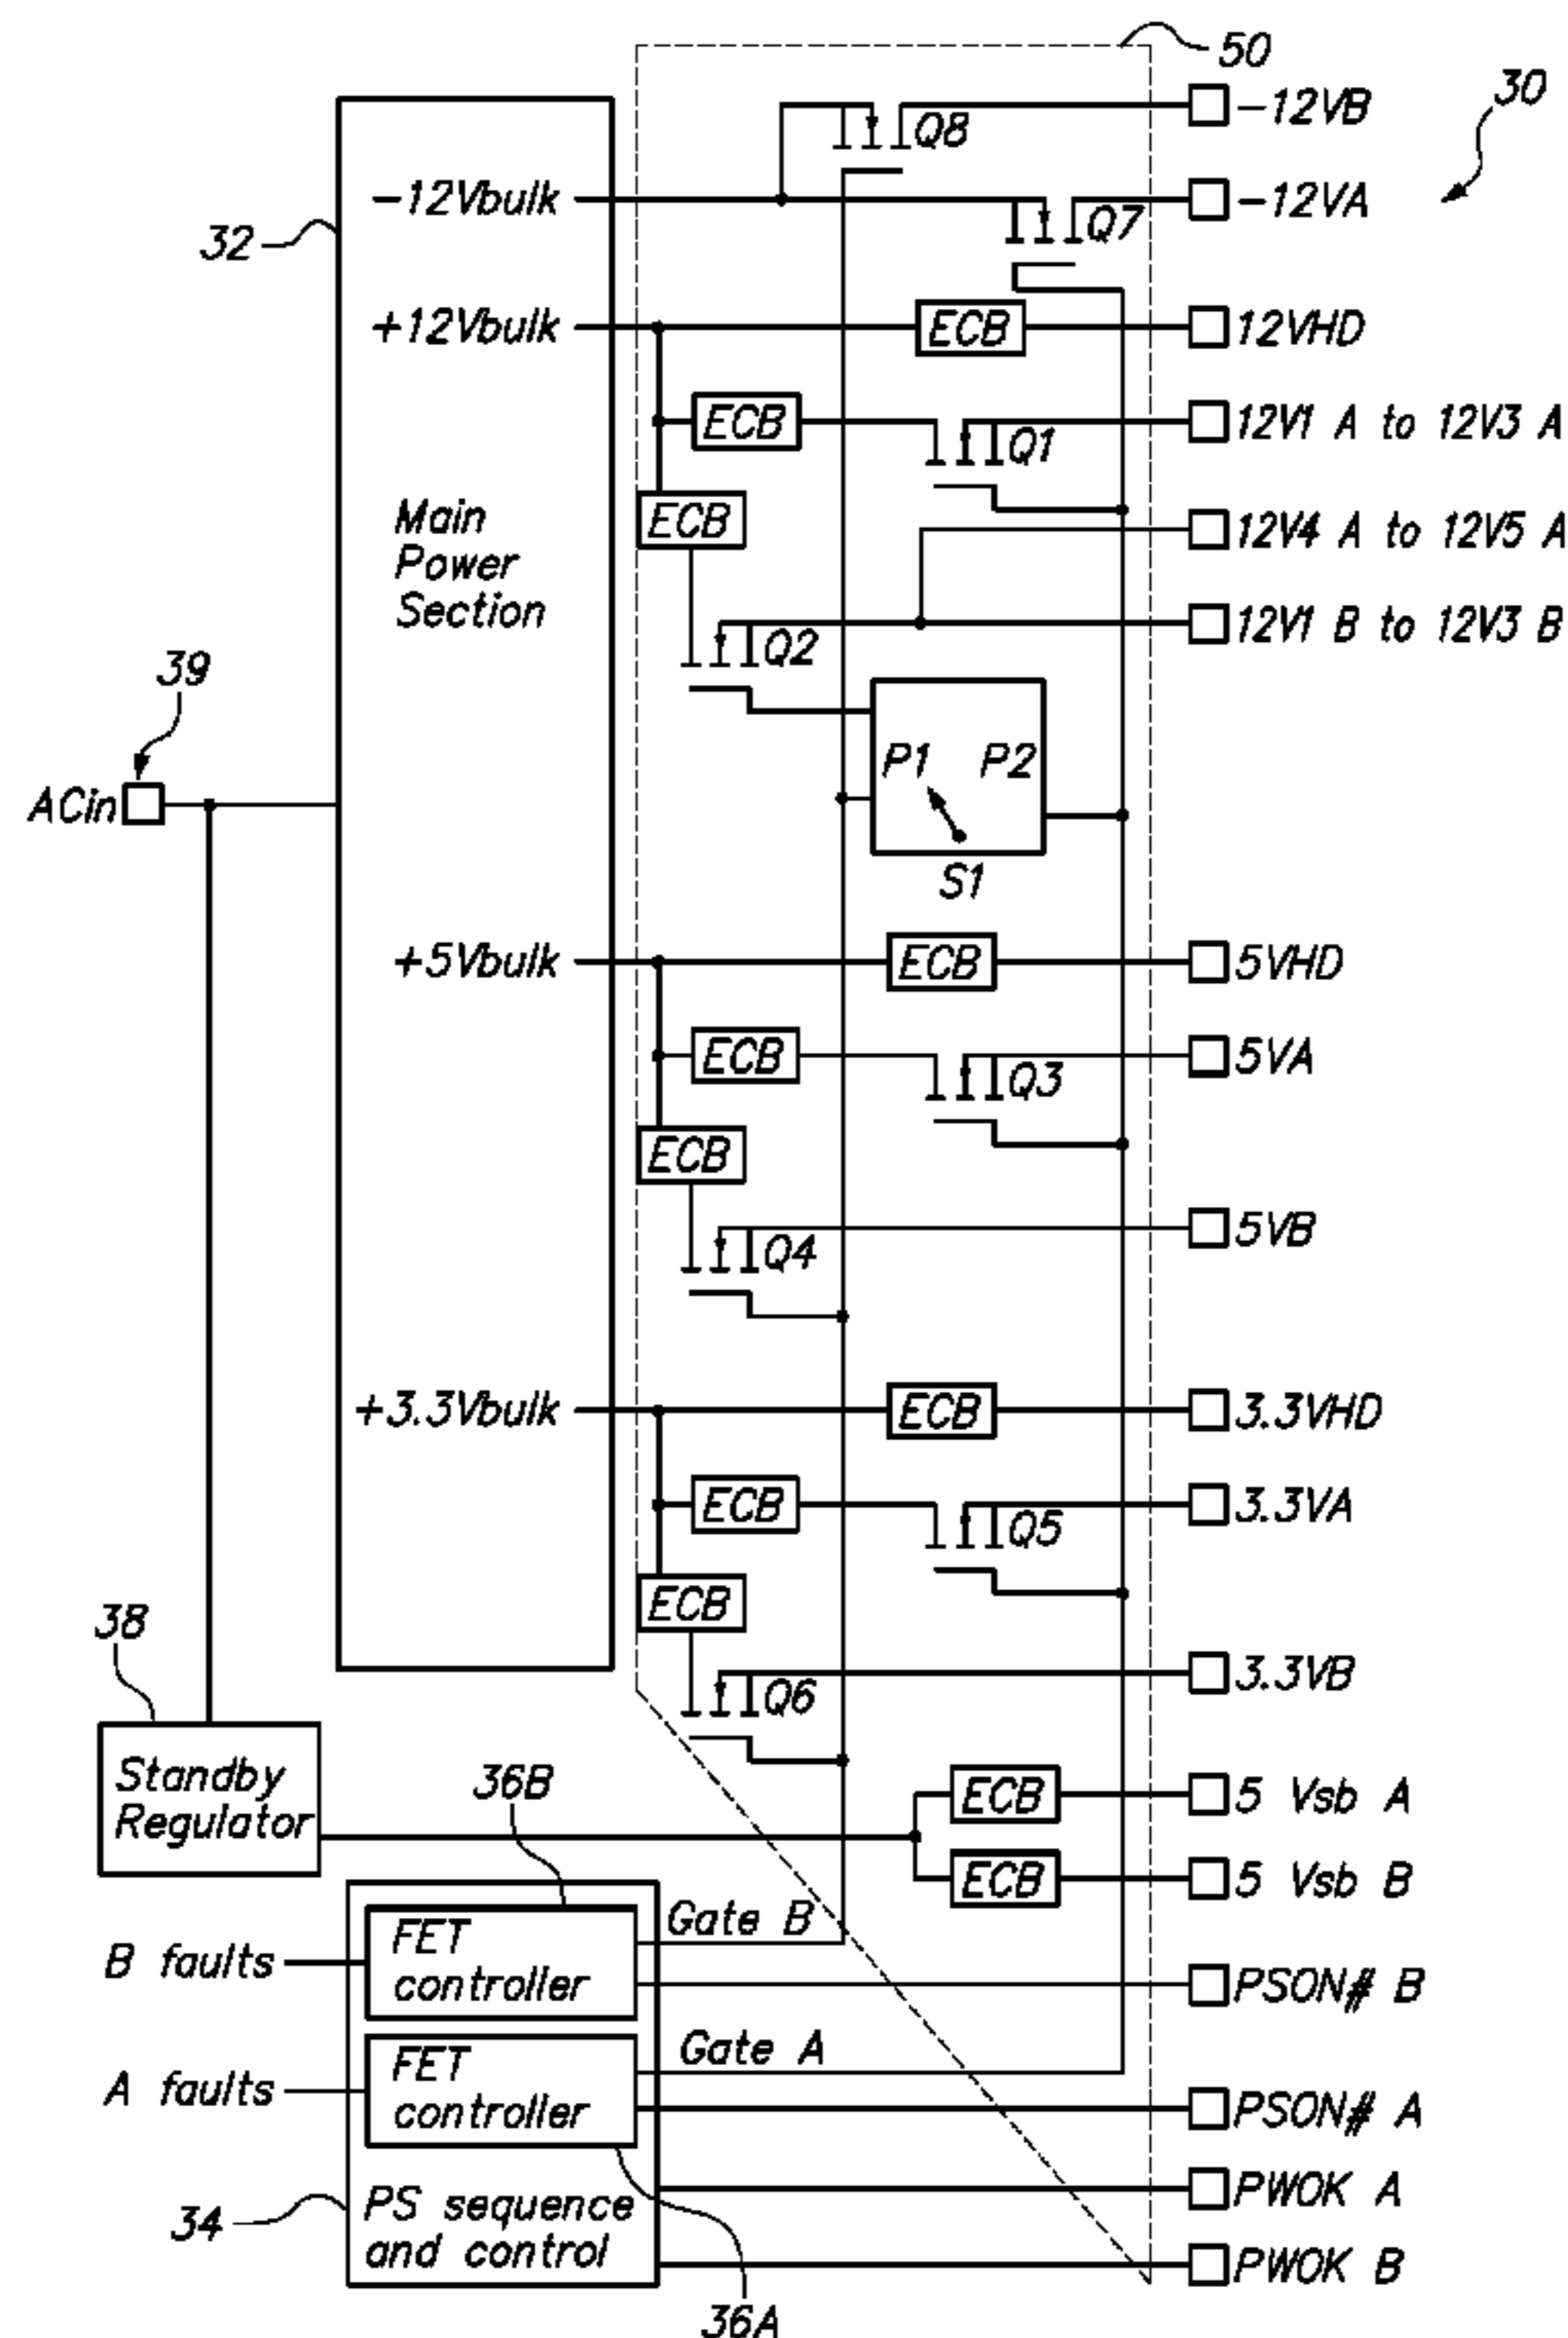 50
30
-12VB
Q8
-12Vbulk
-12VA
Q7
32
+12Vbulk
ECB
12VHD
ECB
Q1
12V1 A to 12V3 A
ECB
Main
Power
Section
12V4 A to 12V5 A
Q2
12V1 B to 12V3 B
39
P1
P2
S1
ACin
+5Vbulk
ECB
5VHD
ECB
Q3
5VA
ECB
Q4
5VB
+3.3Vbulk
ECB
3.3VHD
ECB
Q5
3.3VA
ECB
Q6
3.3VB
38
Standby
Regulator
36B
ECB
5 Vsb A
ECB
5 Vsb B
Gate B
B faults
FET
controller
PSON# B
Gate A
A faults
FET
controller
PSON# A
34
PS sequence
and control
PWOK A
PWOK B
36A